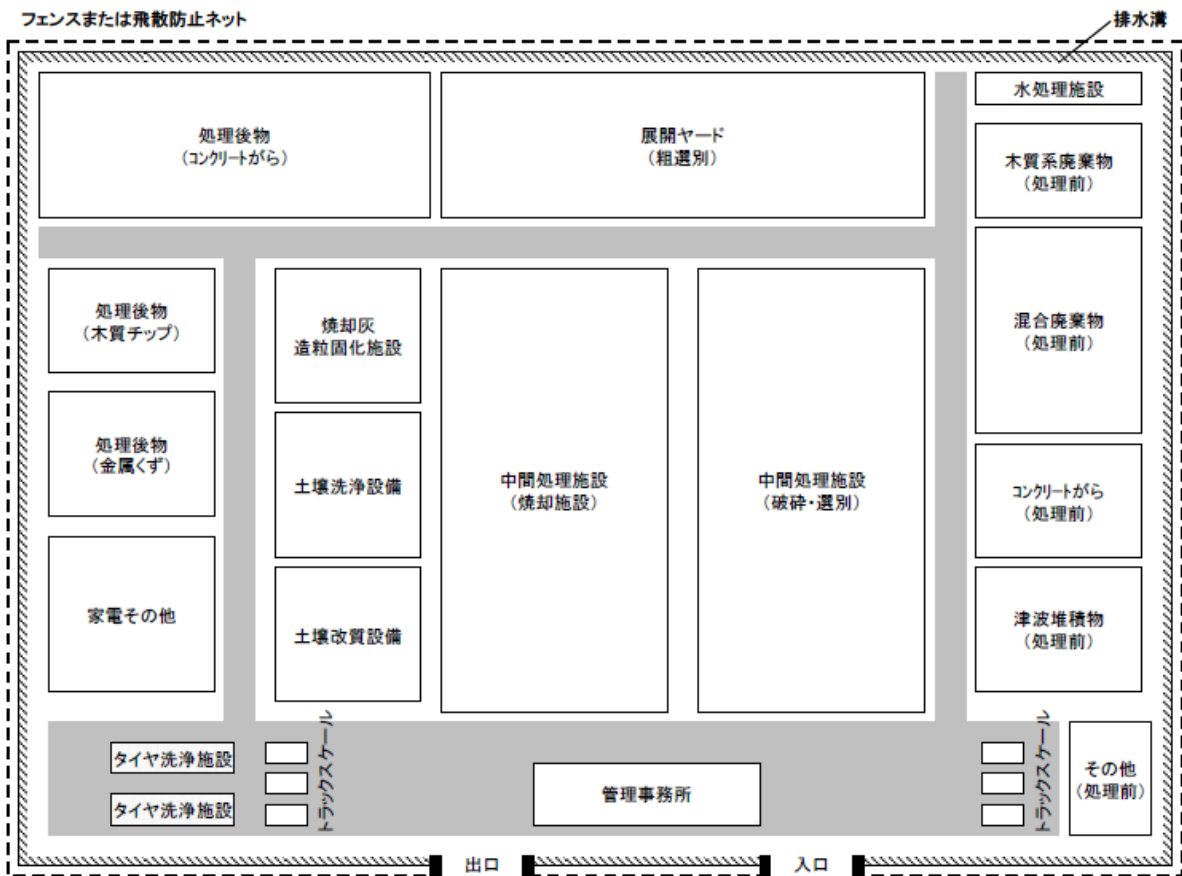 フェンスまたは飛散防止ネット
排水溝
処理後物
(コンクリートがら)
展開ヤード
(粗選別)
水処理施設
木質系廃棄物
(処理前)
処理後物
(木質チップ)
焼却灰
造粒固化施設
混合廃棄物
(処理前)
処理後物
(金属くず)
土壌洗浄設備
中間処理施設
(焼却施設)
中間処理施設
(破砕・選別)
コンクリートがら
(処理前)
家電その他
土壌改質設備
津波堆積物
(処理前)
タイヤ洗浄施設
タイヤ洗浄施設
トラックスケール
管理事務所
トラックスケール
その他
(処理前)
出口
入口